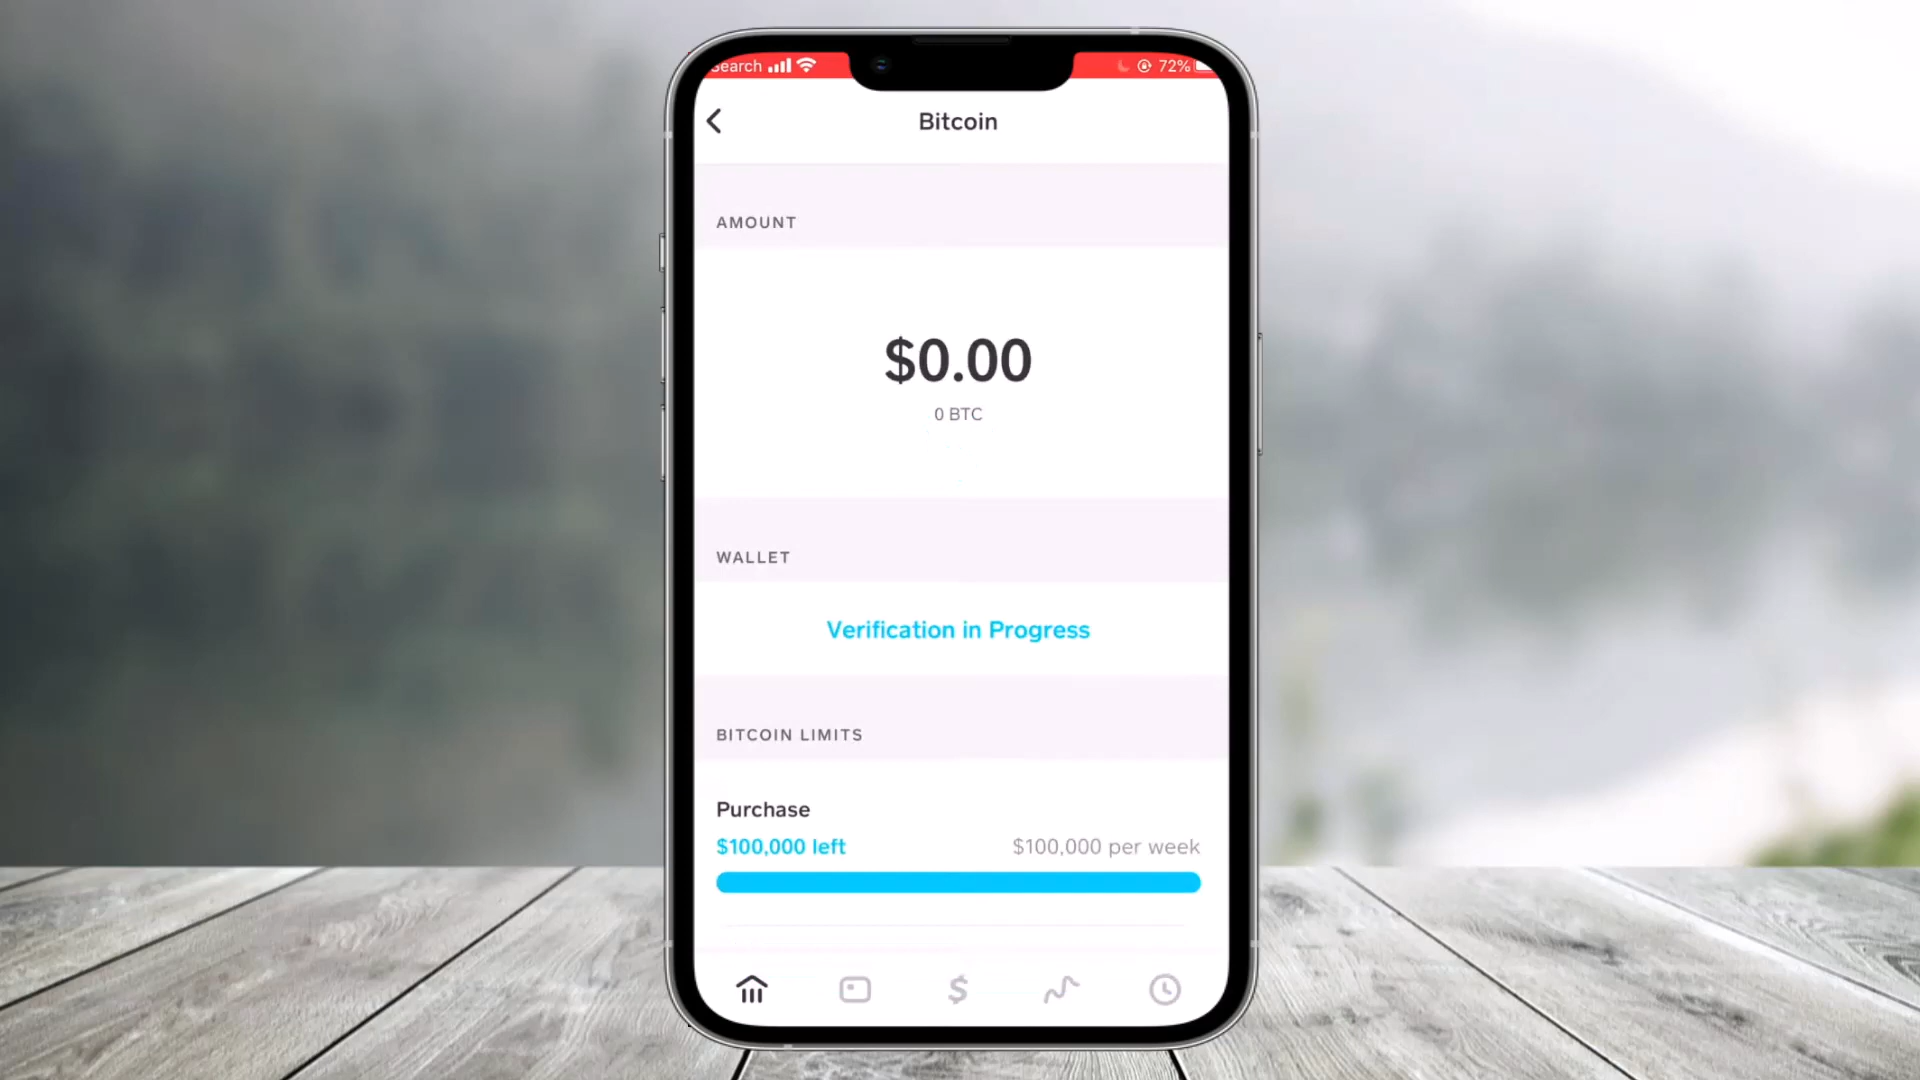 Search 72%
Bitcoin
AMOUNT
$0.00
0 BTC
WALLET
Verification in Progress
BITCOIN LIMITS
Purchase
$100,000 left $100,000 per week